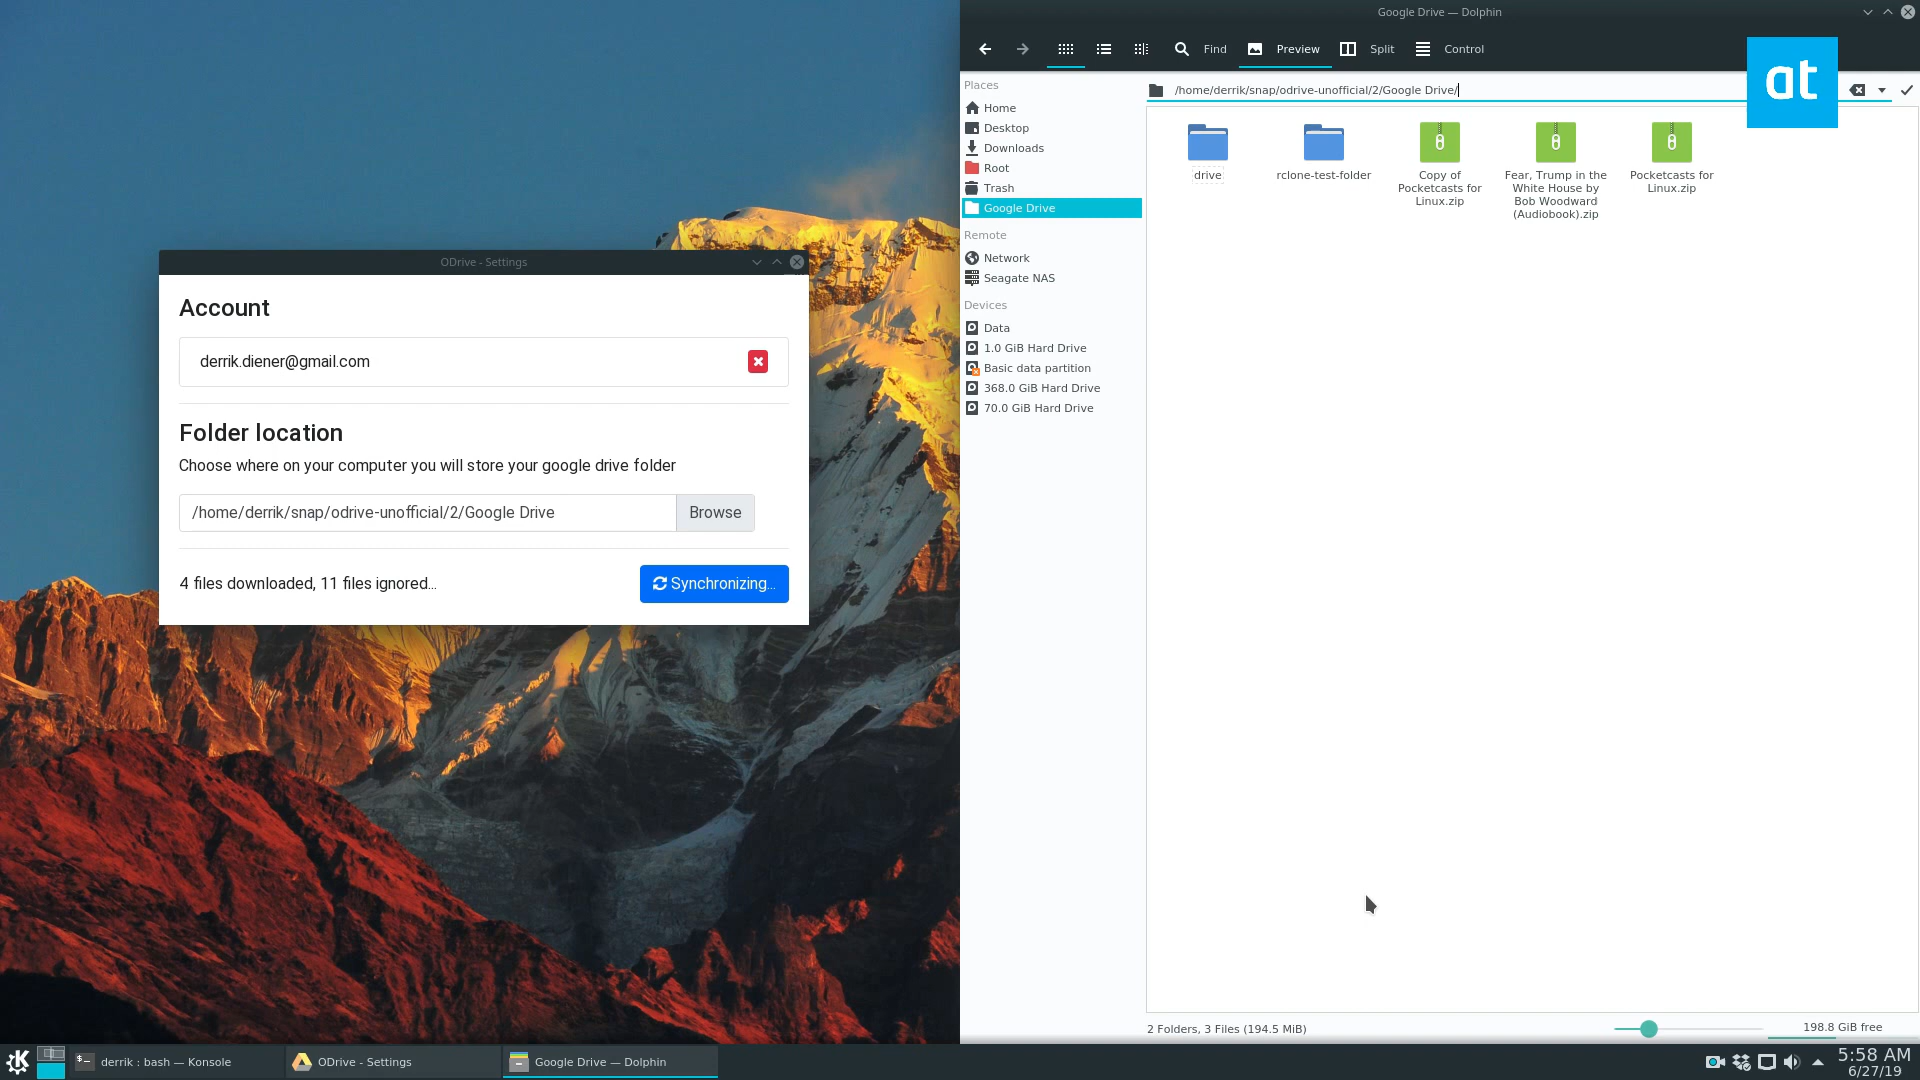 Google Drive — Dolphin
Find
Preview
Split
Control
at
Places
/home/derrik/snap/odrive-unofficial/2/Google Drive/
Home
Desktop
Downloads
Root
Trash
Google Drive
Remote
Network
Seagate NAS
Devices
Data
1.0 GiB Hard Drive
Basic data partition
368.0 GiB Hard Drive
70.0 GiB Hard Drive
drive
rclone-test-folder
Copy of
Pocketcasts for
Linux.zip
Fear, Trump in the
White House by
Bob Woodward
(Audiobook).zip
Pocketcasts for
Linux.zip
2 Folders, 3 Files (194.5 MiB)
198.8 GiB free
ODrive - Settings
Account
derrik.diener@gmail.com
Folder location
Choose where on your computer you will store your google drive folder
/home/derrik/snap/odrive-unofficial/2/Google Drive
Browse
4 files downloaded, 11 files ignored...
Synchronizing...
derrik : bash — Konsole
ODrive - Settings
Google Drive — Dolphin
5:58 AM
6/27/19